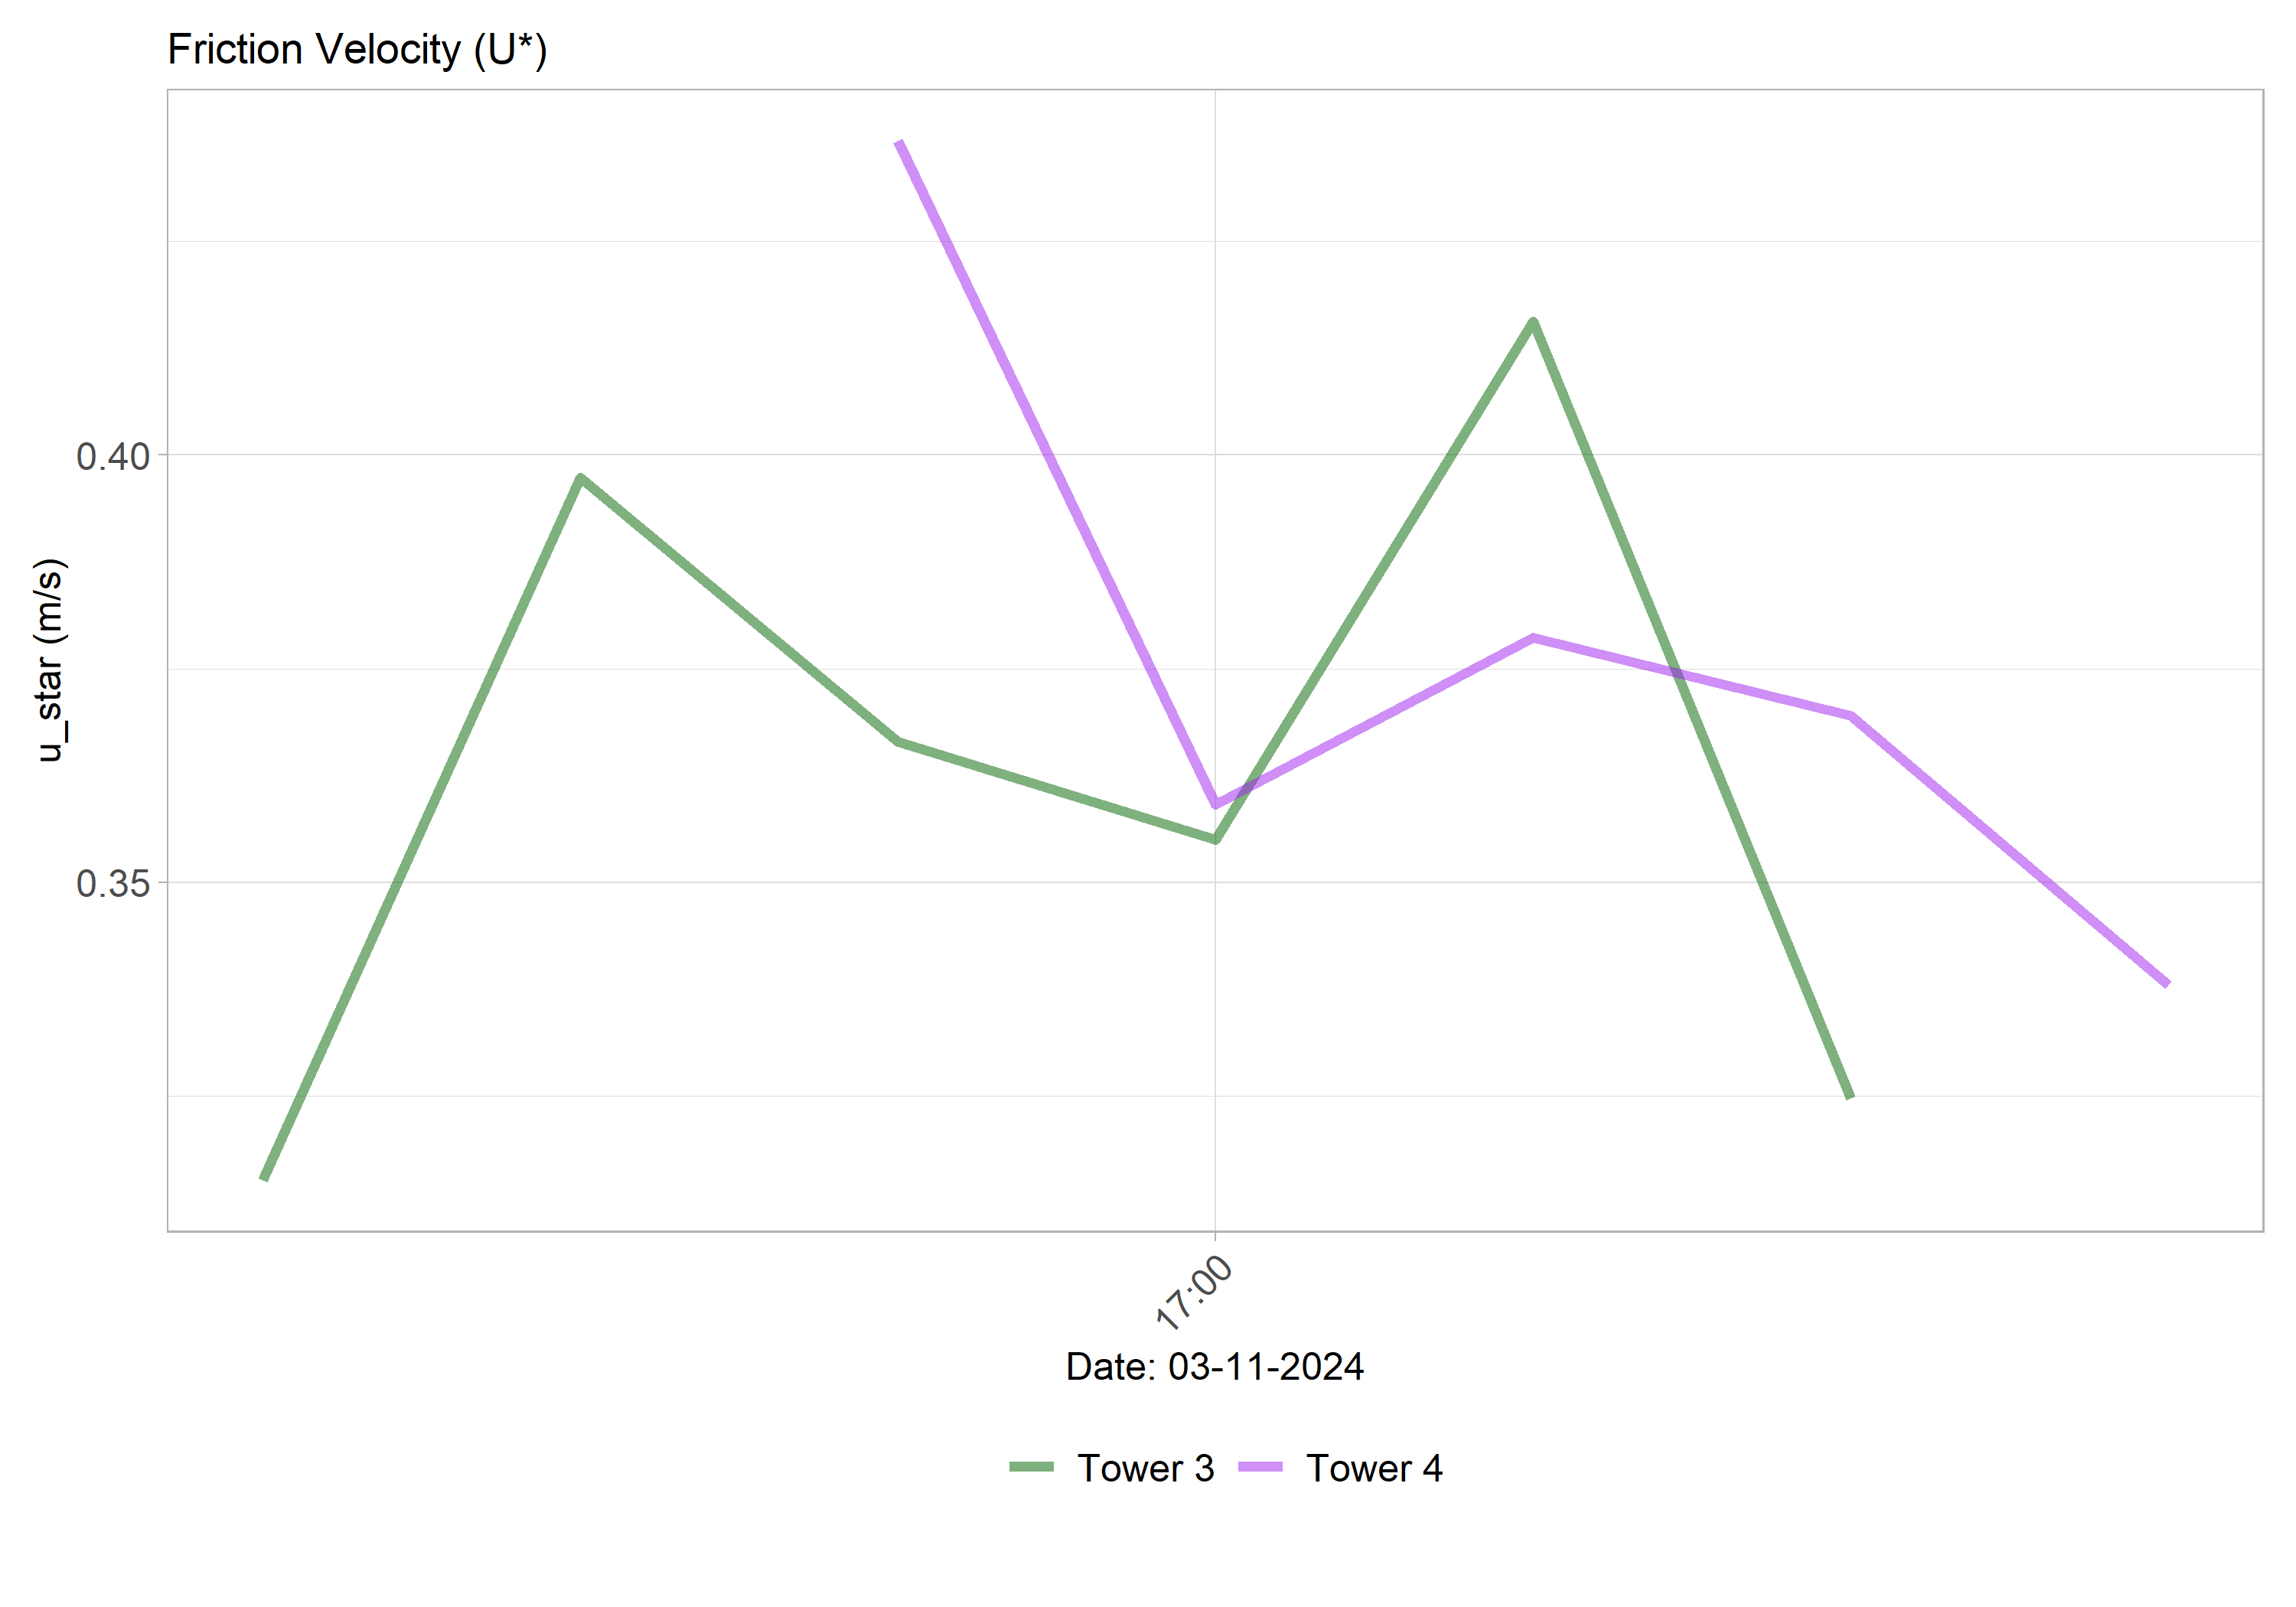 Friction Velocity (U*)
u_star (m/s)
0.40
0.35
17:00
Date: 03-11-2024
Tower 3 Tower 4